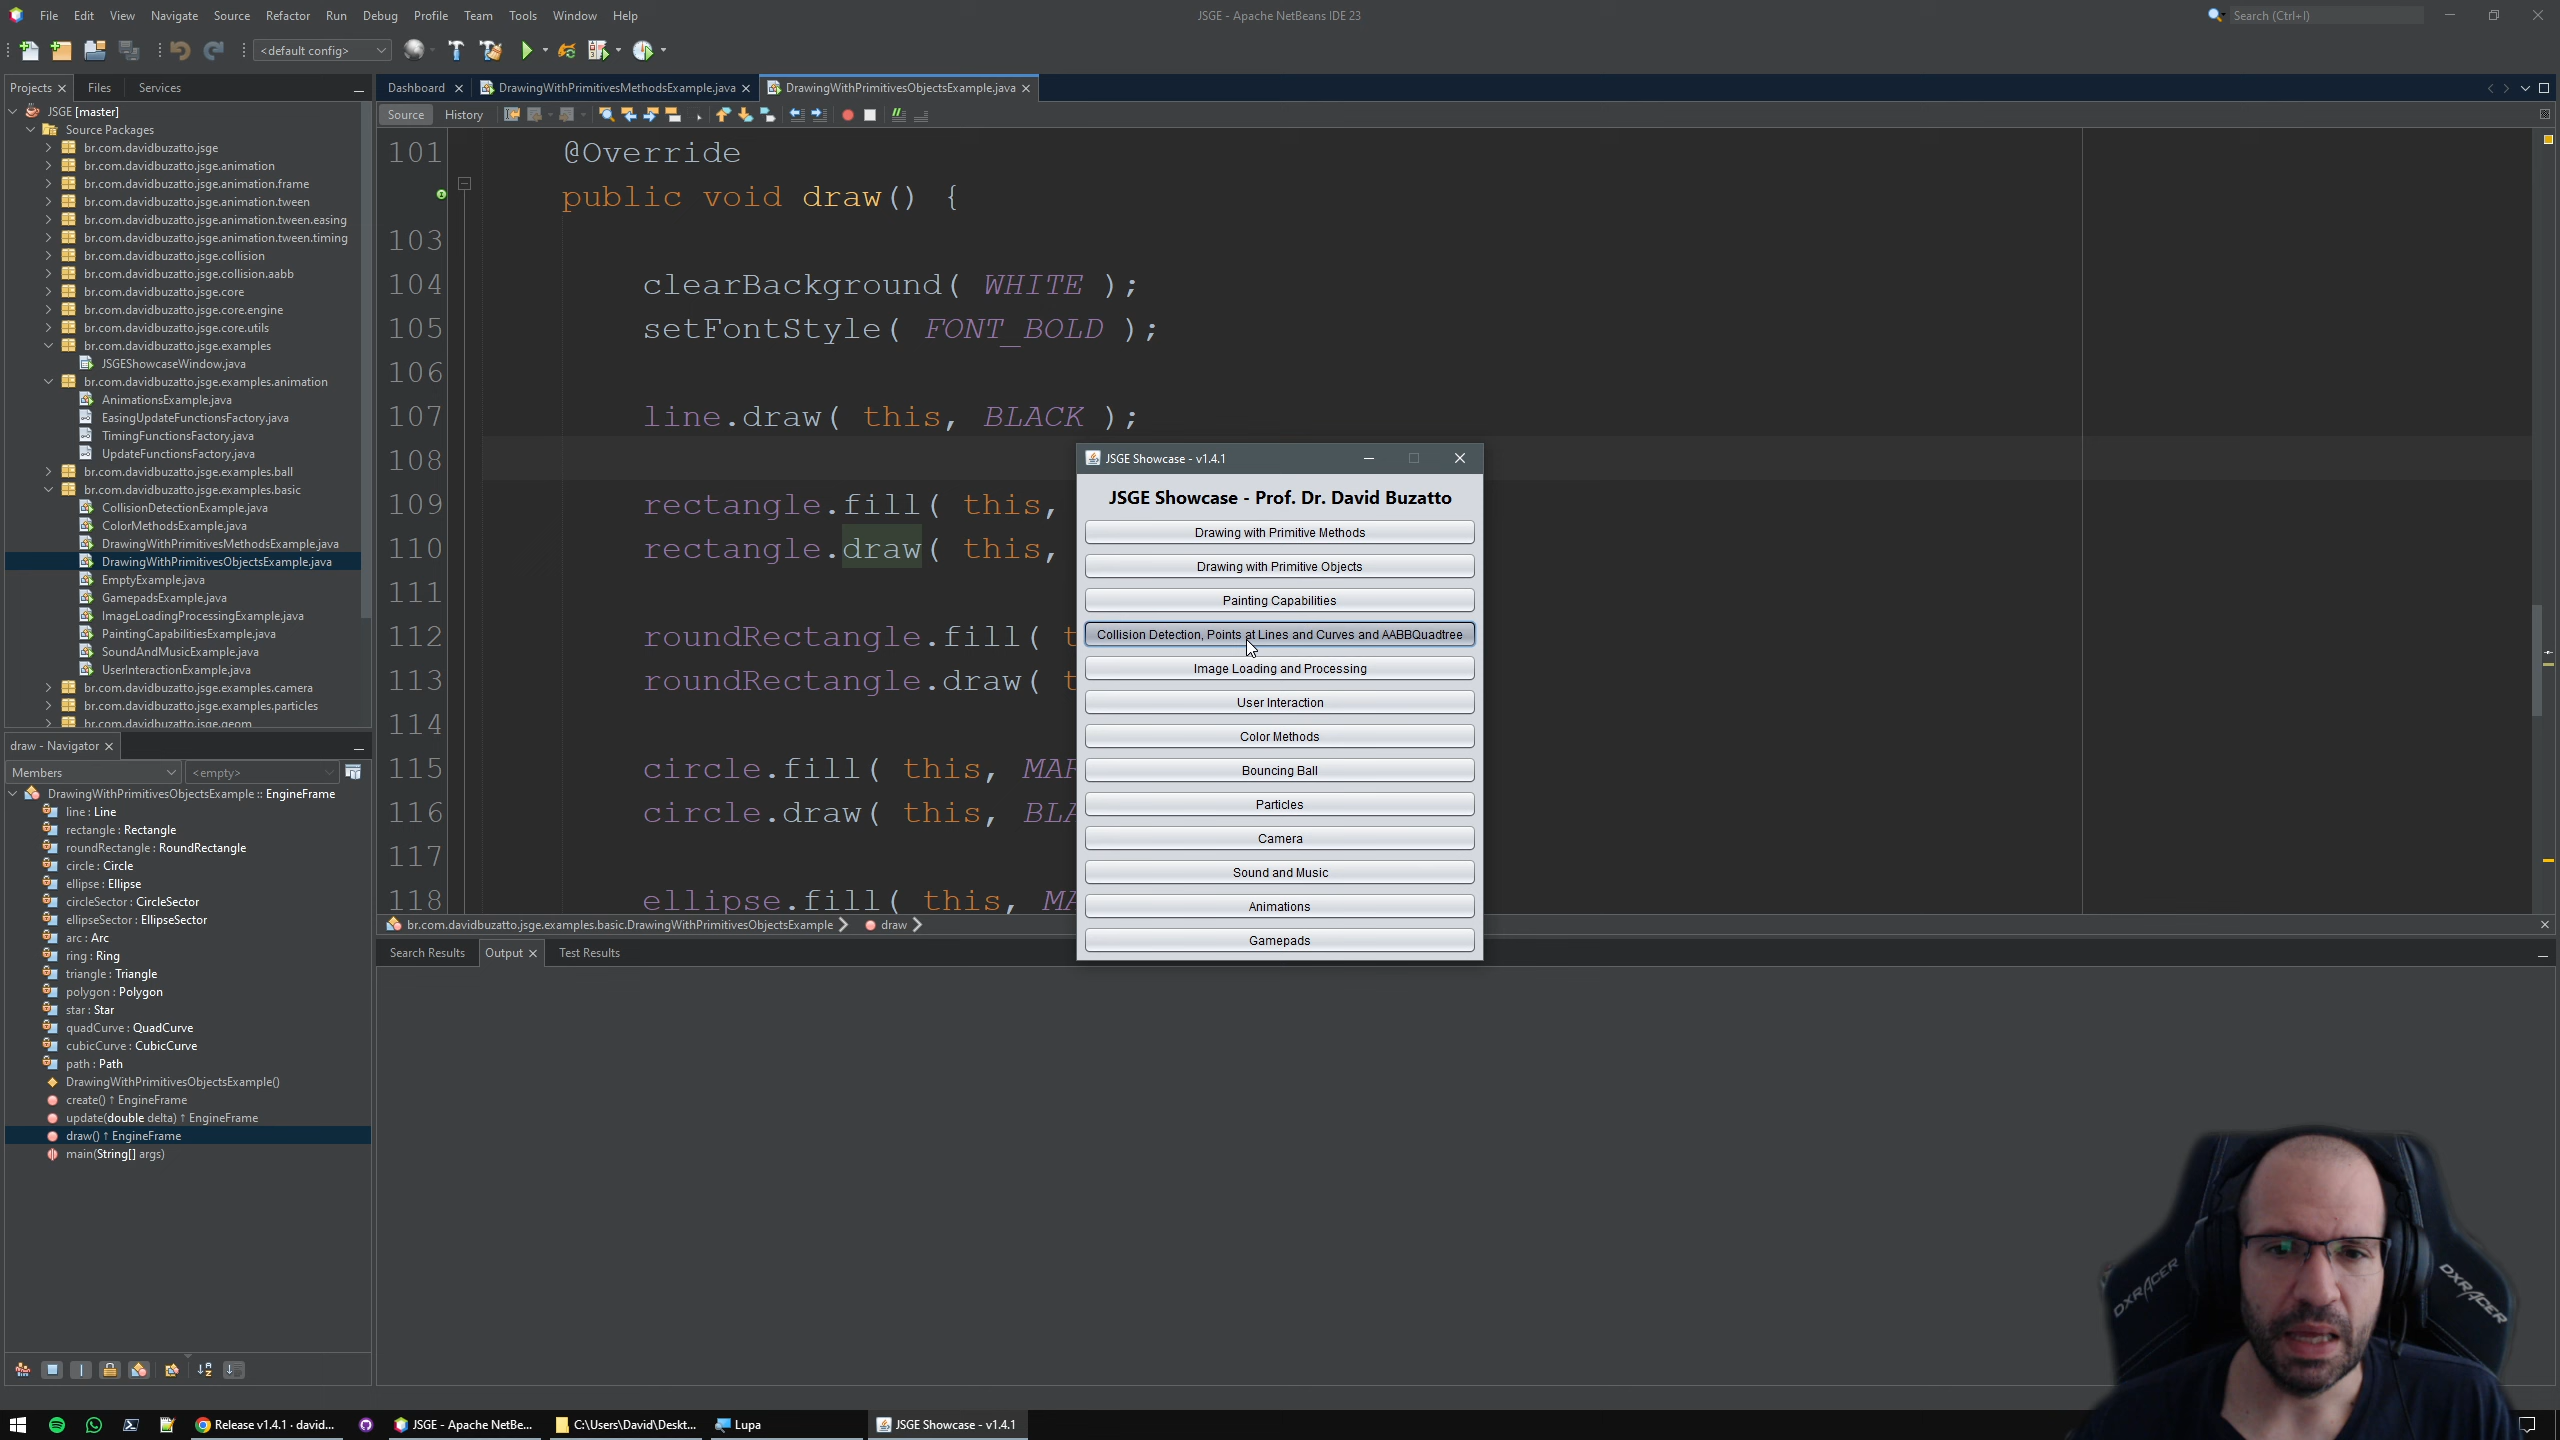 File Edit View Navigate Source Refactor Run Debug Profile Team Tools Window Help
JSGE - Apache NetBeans IDE 23
Search (Ctrl+I)
<default config>
Projects Files Services
JSGE [master]
Source Packages
br.com.davidbuzatto.jsge
br.com.davidbuzatto.jsge.animation
br.com.davidbuzatto.jsge.animation.frame
br.com.davidbuzatto.jsge.animation.tween
br.com.davidbuzatto.jsge.animation.tween.easing
br.com.davidbuzatto.jsge.animation.tween.timing
br.com.davidbuzatto.jsge.collision
br.com.davidbuzatto.jsge.collision.aabb
br.com.davidbuzatto.jsge.core
br.com.davidbuzatto.jsge.core.engine
br.com.davidbuzatto.jsge.core.utils
br.com.davidbuzatto.jsge.examples
JSGEShowcaseWindow.java
br.com.davidbuzatto.jsge.examples.animation
AnimationsExample.java
EasingUpdateFunctionsFactory.java
TimingFunctionsFactory.java
UpdateFunctionsFactory.java
br.com.davidbuzatto.jsge.examples.ball
br.com.davidbuzatto.jsge.examples.basic
CollisionDetectionExample.java
ColorMethodsExample.java
DrawingWithPrimitivesMethodsExample.java
DrawingWithPrimitivesObjectsExample.java
EmptyExample.java
GamepadsExample.java
ImageLoadingProcessingExample.java
PaintingCapabilitiesExample.java
SoundAndMusicExample.java
UserInteractionExample.java
br.com.davidbuzatto.jsge.examples.camera
br.com.davidbuzatto.jsge.examples.particles
br.com.davidbuzatto.jsge.geom
draw - Navigator
Members <empty>
DrawingWithPrimitivesObjectsExample :: EngineFrame
line : Line
rectangle : Rectangle
roundRectangle : RoundRectangle
circle : Circle
ellipse : Ellipse
circleSector : CircleSector
ellipseSector : EllipseSector
arc : Arc
ring : Ring
triangle : Triangle
polygon : Polygon
star : Star
quadCurve : QuadCurve
cubicCurve : CubicCurve
path : Path
DrawingWithPrimitivesObjectsExample()
create() ↑ EngineFrame
update(double delta) ↑ EngineFrame
draw() ↑ EngineFrame
main(String[] args)
Dashboard DrawingWithPrimitivesMethodsExample.java DrawingWithPrimitivesObjectsExample.java
Source History
101 @Override
public void draw() {
103
104 clearBackground( WHITE );
105 setFontStyle( FONT_BOLD );
106
107 line.draw( this, BLACK );
108
109 rectangle.fill( this,
110 rectangle.draw( this,
111
112 roundRectangle.fill( t
113 roundRectangle.draw( t
114
115 circle.fill( this, MAR
116 circle.draw( this, BLA
117
118 ellipse.fill( this, MA
br.com.davidbuzatto.jsge.examples.basic.DrawingWithPrimitivesObjectsExample draw
Search Results Output Test Results
JSGE Showcase - v1.4.1
JSGE Showcase - Prof. Dr. David Buzatto
Drawing with Primitive Methods
Drawing with Primitive Objects
Painting Capabilities
Collision Detection, Points at Lines and Curves and AABBQuadtree
Image Loading and Processing
User Interaction
Color Methods
Bouncing Ball
Particles
Camera
Sound and Music
Animations
Gamepads
DXRACER DXRACER
Release v1.4.1 · david... JSGE - Apache NetBe... C:\Users\David\Deskt... Lupa JSGE Showcase - v1.4.1